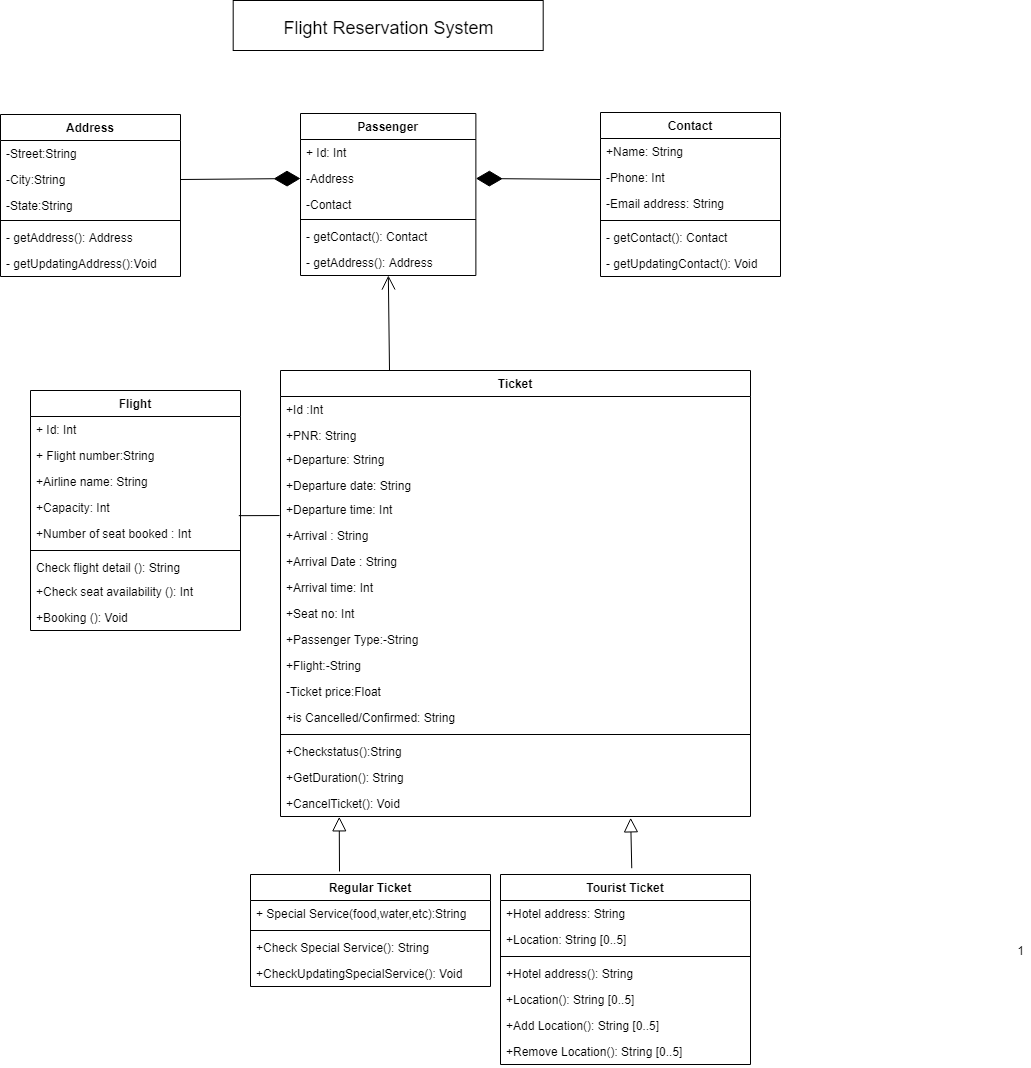 Flight Reservation System
Address
-Street:String
-City:String
-State:String
- getAddress(): Address
- getUpdatingAddress():Void
Passenger
+ Id: Int
-Address
-Contact
- getContact(): Contact
- getAddress(): Address
Contact
+Name: String
-Phone: Int
-Email address: String
- getContact(): Contact
- getUpdatingContact(): Void
Flight
+ Id: Int
+ Flight number:String
+Airline name: String
+Capacity: Int
+Number of seat booked : Int
Check flight detail (): String
+Check seat availability (): Int
+Booking (): Void
Ticket
+Id :Int
+PNR: String
+Departure: String
+Departure date: String
+Departure time: Int
+Arrival : String
+Arrival Date : String
+Arrival time: Int
+Seat no: Int
+Passenger Type:-String
+Flight:-String
-Ticket price:Float
+is Cancelled/Confirmed: String
+Checkstatus():String
+GetDuration(): String
+CancelTicket(): Void
Regular Ticket
+ Special Service(food,water,etc):String
+Check Special Service(): String
+CheckUpdatingSpecialService(): Void
Tourist Ticket
+Hotel address: String
+Location: String [0..5]
+Hotel address(): String
+Location(): String [0..5]
+Add Location(): String [0..5]
+Remove Location(): String [0..5]
1